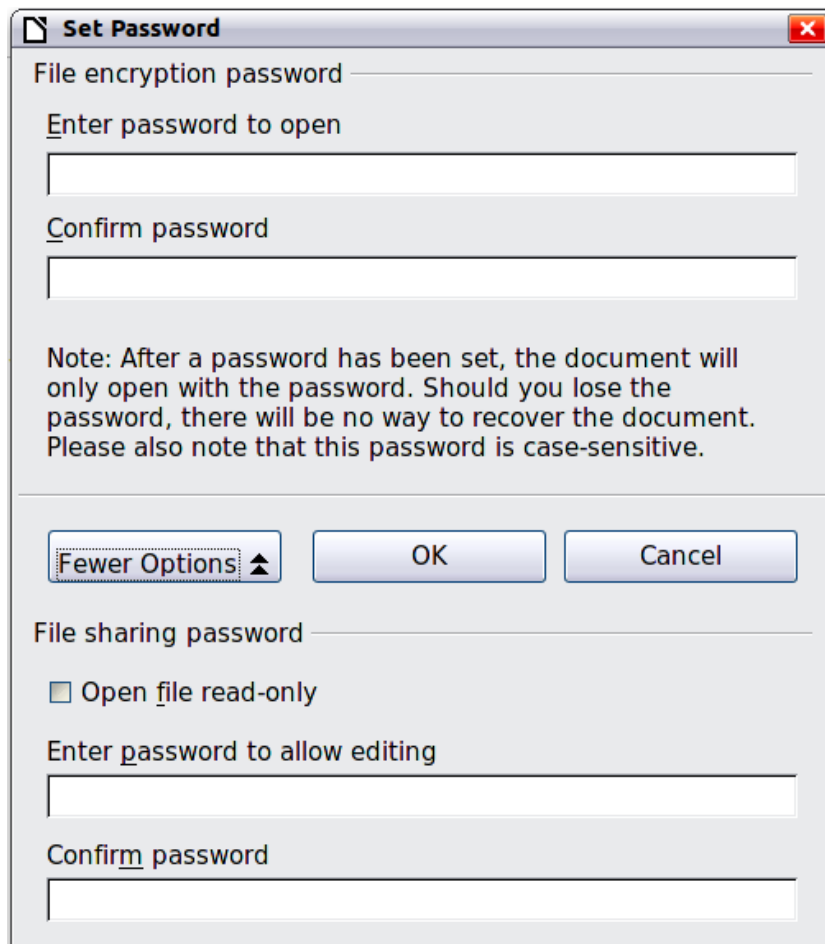 Set Password
File encryption password
Enter password to open
Confirm password
Note: After a password has been set, the document will
only open with the password. Should you lose the
password, there will be no way to recover the document.
Please also note that this password is case-sensitive.
Fewer Options OK Cancel
File sharing password
Open file read-only
Enter password to allow editing
Confirm password